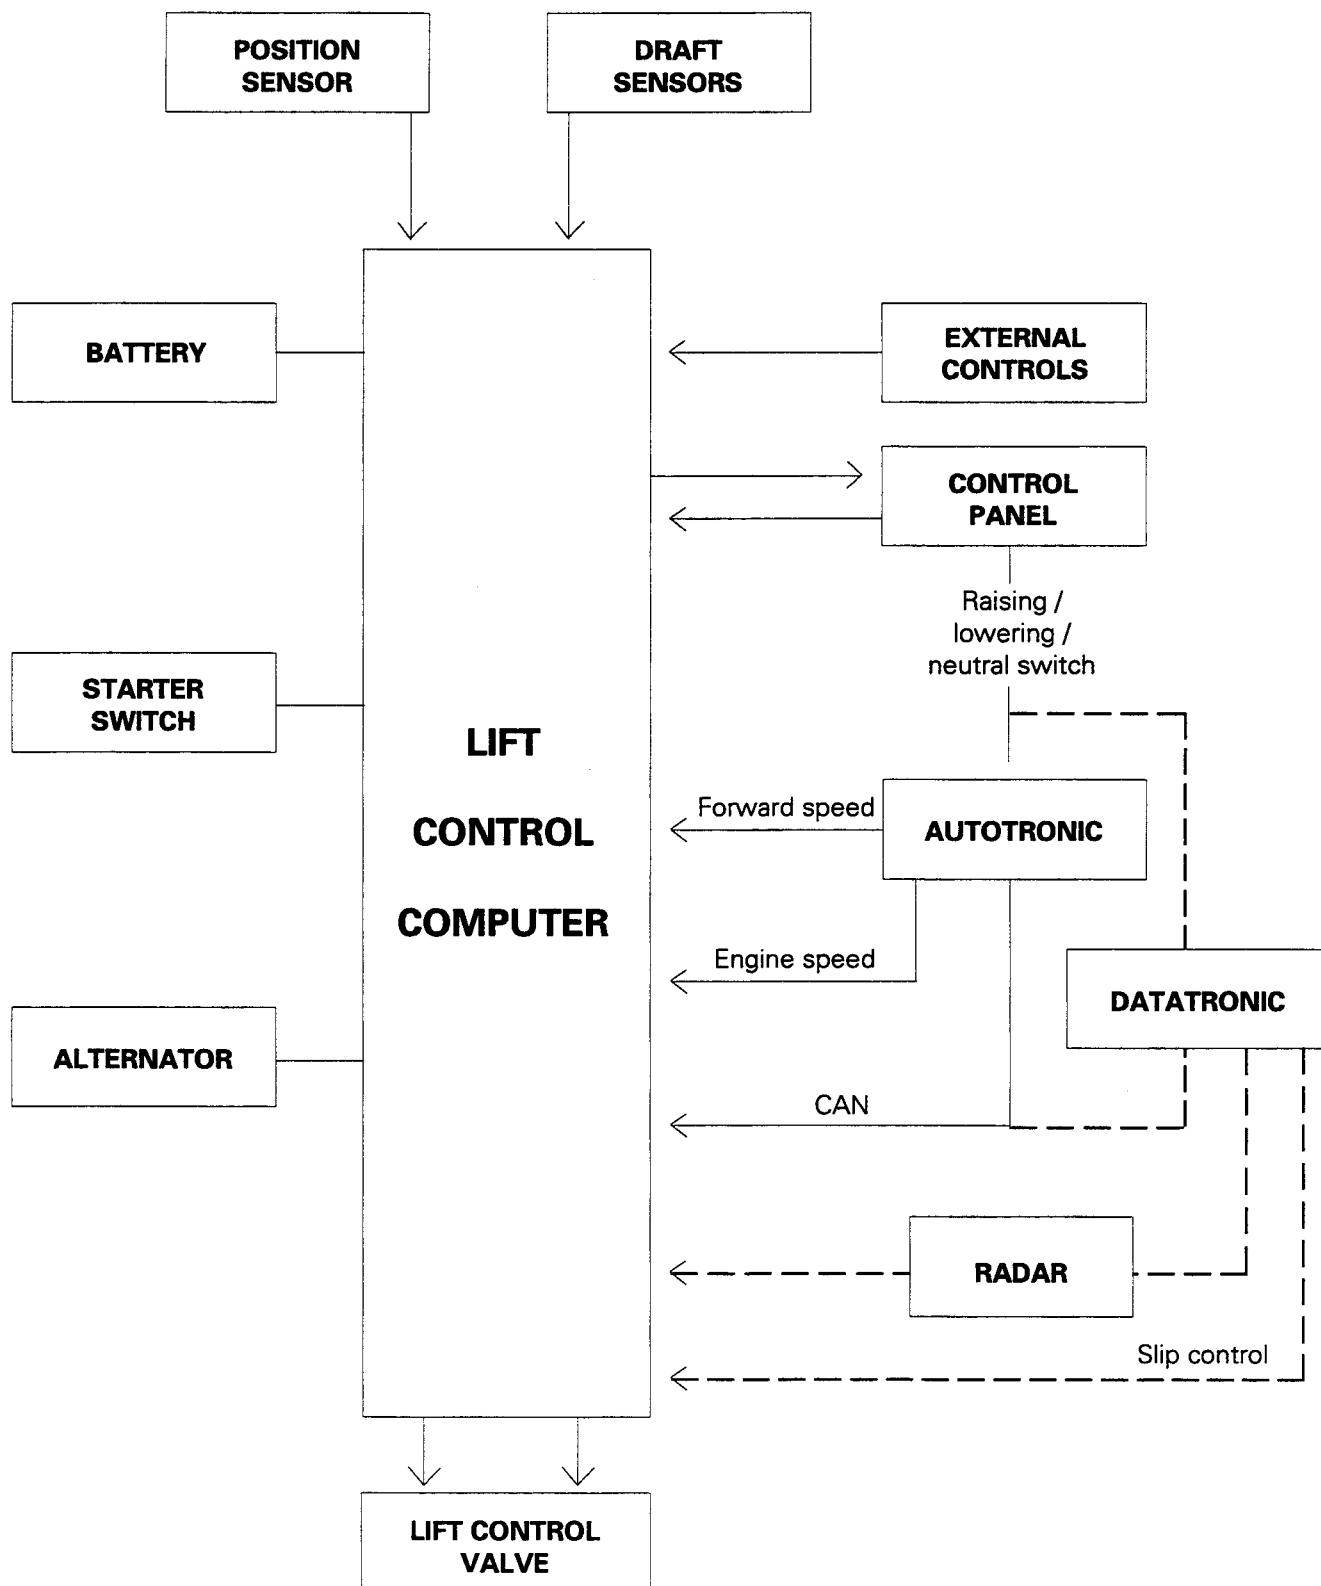 POSITION
SENSOR
DRAFT
SENSORS
BATTERY
EXTERNAL
CONTROLS
CONTROL
PANEL
Raising /
lowering /
neutral switch
STARTER
SWITCH
LIFT
CONTROL
COMPUTER
Forward speed
AUTOTRONIC
Engine speed
DATATRONIC
ALTERNATOR
CAN
RADAR
Slip control
LIFT CONTROL
VALVE